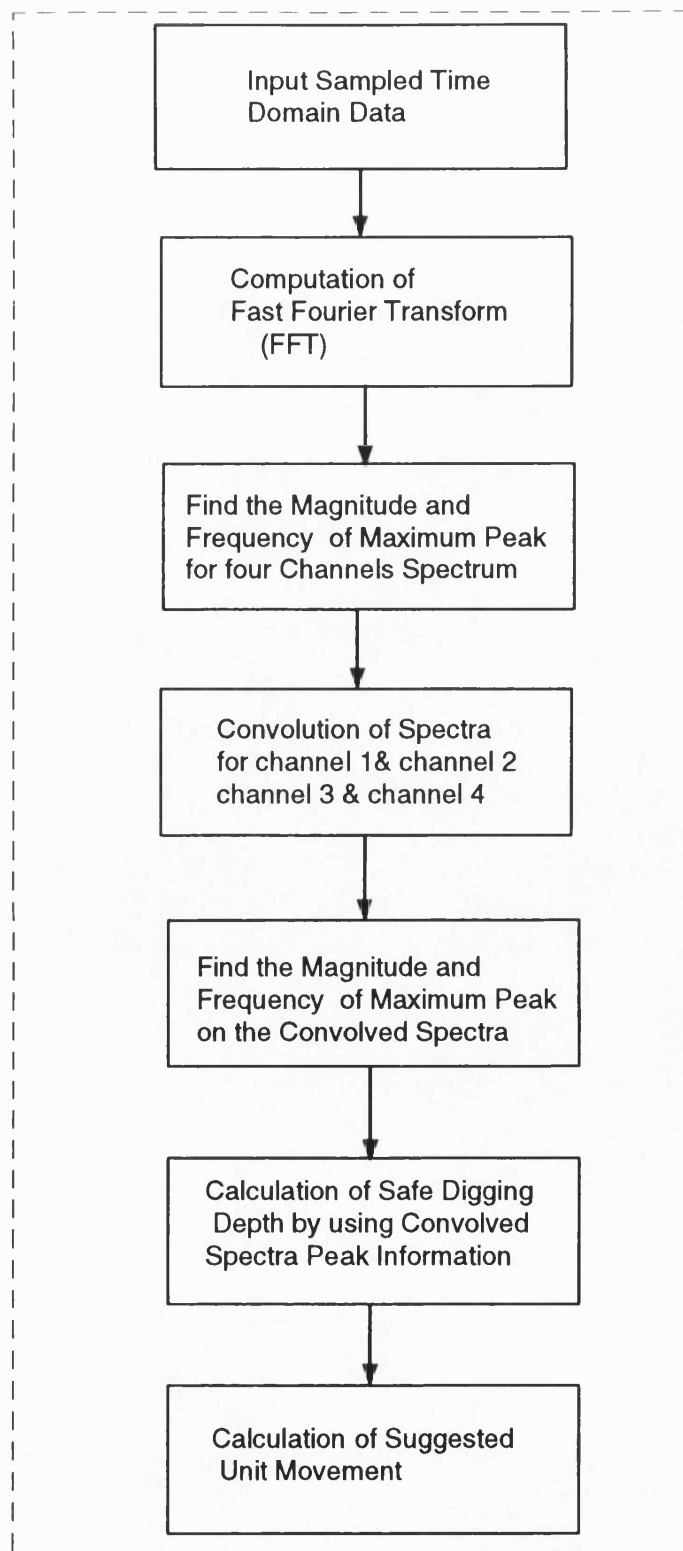 Input Sampled Time
Domain Data
Computation of
Fast Fourier Transform
(FFT)
Find the Magnitude and
Frequency of Maximum Peak
for four Channels Spectrum
Convolution of Spectra
for channel 1& channel 2
channel 3 & channel 4
Find the Magnitude and
Frequency of Maximum Peak
on the Convolved Spectra
Calculation of Safe Digging
Depth by using Convolved
Spectra Peak Information
Calculation of Suggested
Unit Movement